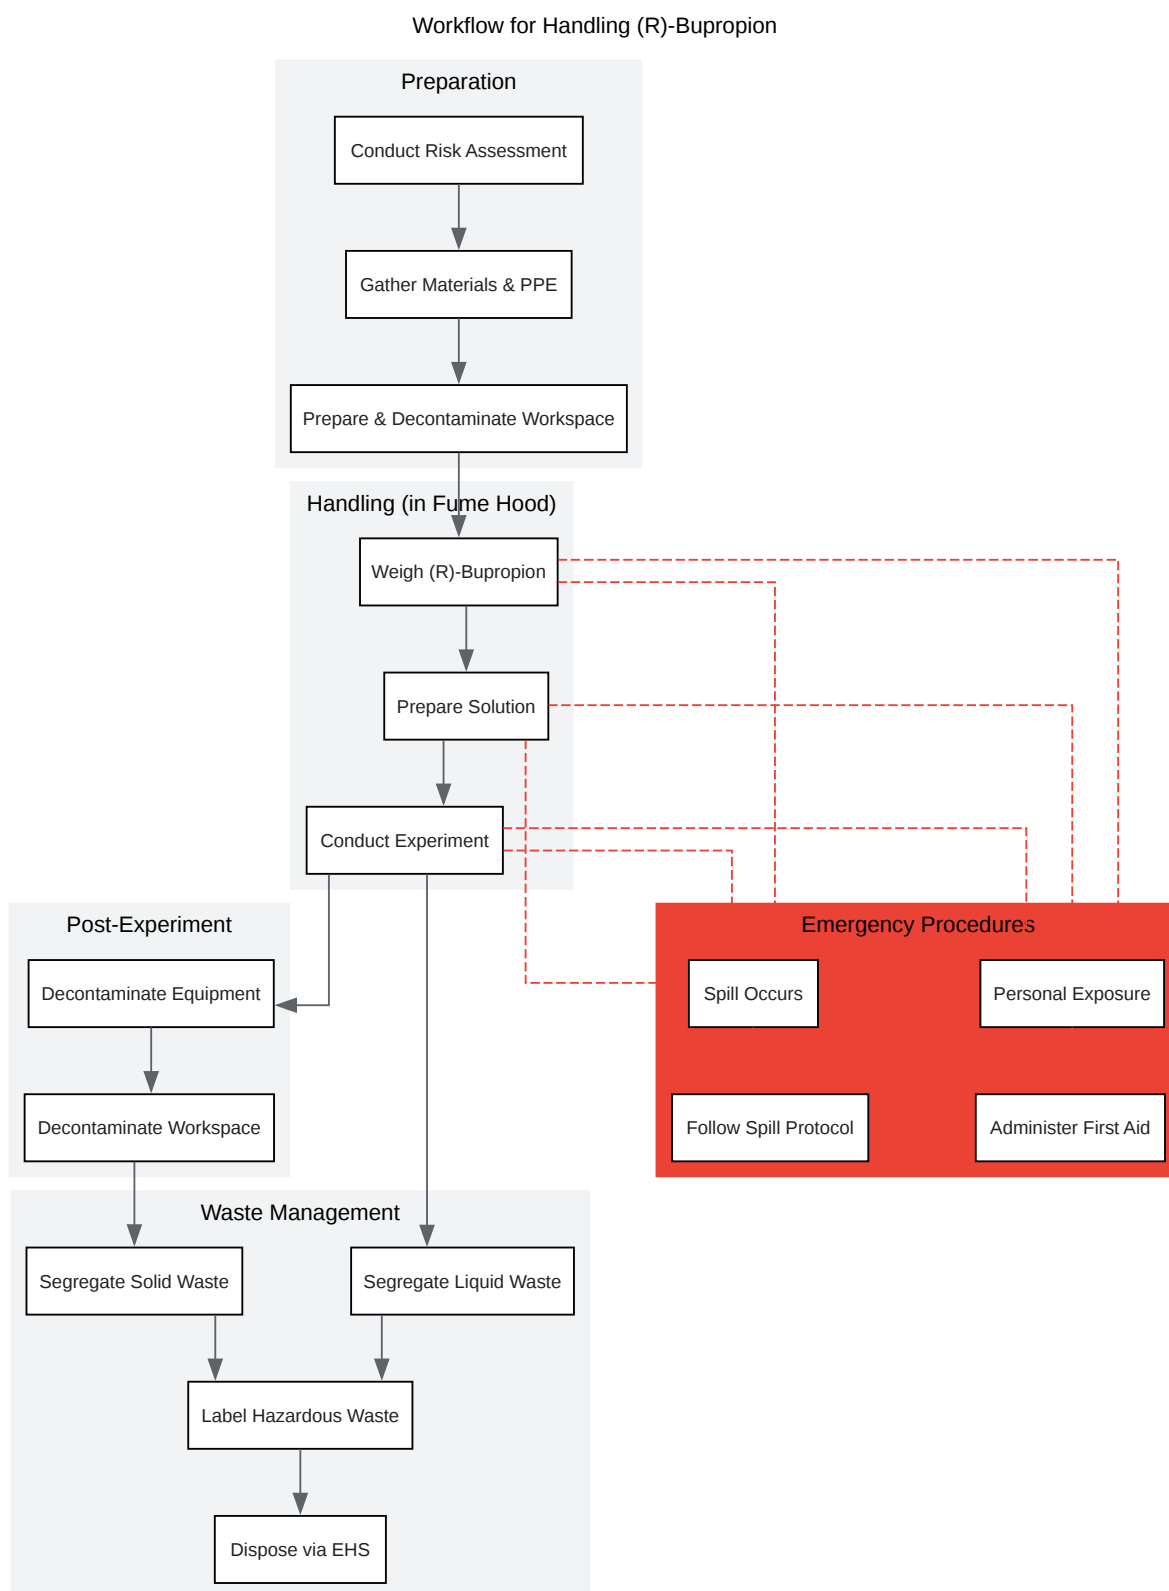 Workflow for Handling (R)-Bupropion
Preparation
Conduct Risk Assessment
Gather Materials & PPE
Prepare & Decontaminate Workspace
Handling (in Fume Hood)
Weigh (R)-Bupropion
Prepare Solution
Conduct Experiment
Post-Experiment
Decontaminate Equipment
Decontaminate Workspace
Emergency Procedures
Spill Occurs
Personal Exposure
Follow Spill Protocol
Administer First Aid
Waste Management
Segregate Solid Waste
Segregate Liquid Waste
Label Hazardous Waste
Dispose via EHS